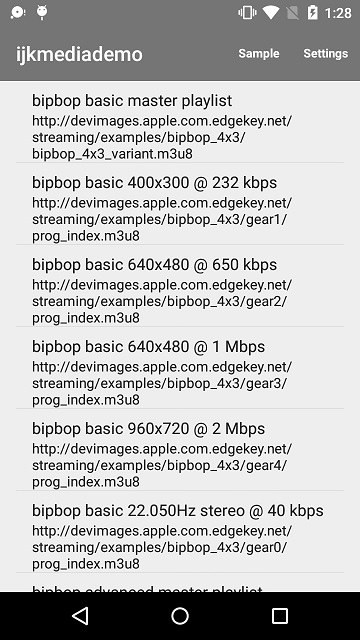 1:28
ijkmediademo Sample Settings
bipbop basic master playlist
http://devimages.apple.com.edgekey.net/
streaming/examples/bipbop_4x3/
bipbop_4x3_variant.m3u8
bipbop basic 400x300 @ 232 kbps
http://devimages.apple.com.edgekey.net/
streaming/examples/bipbop_4x3/gear1/
prog_index.m3u8
bipbop basic 640x480 @ 650 kbps
http://devimages.apple.com.edgekey.net/
streaming/examples/bipbop_4x3/gear2/
prog_index.m3u8
bipbop basic 640x480 @ 1 Mbps
http://devimages.apple.com.edgekey.net/
streaming/examples/bipbop_4x3/gear3/
prog_index.m3u8
bipbop basic 960x720 @ 2 Mbps
http://devimages.apple.com.edgekey.net/
streaming/examples/bipbop_4x3/gear4/
prog_index.m3u8
bipbop basic 22.050Hz stereo @ 40 kbps
http://devimages.apple.com.edgekey.net/
streaming/examples/bipbop_4x3/gear0/
prog_index.m3u8
bipbop advanced master playlist